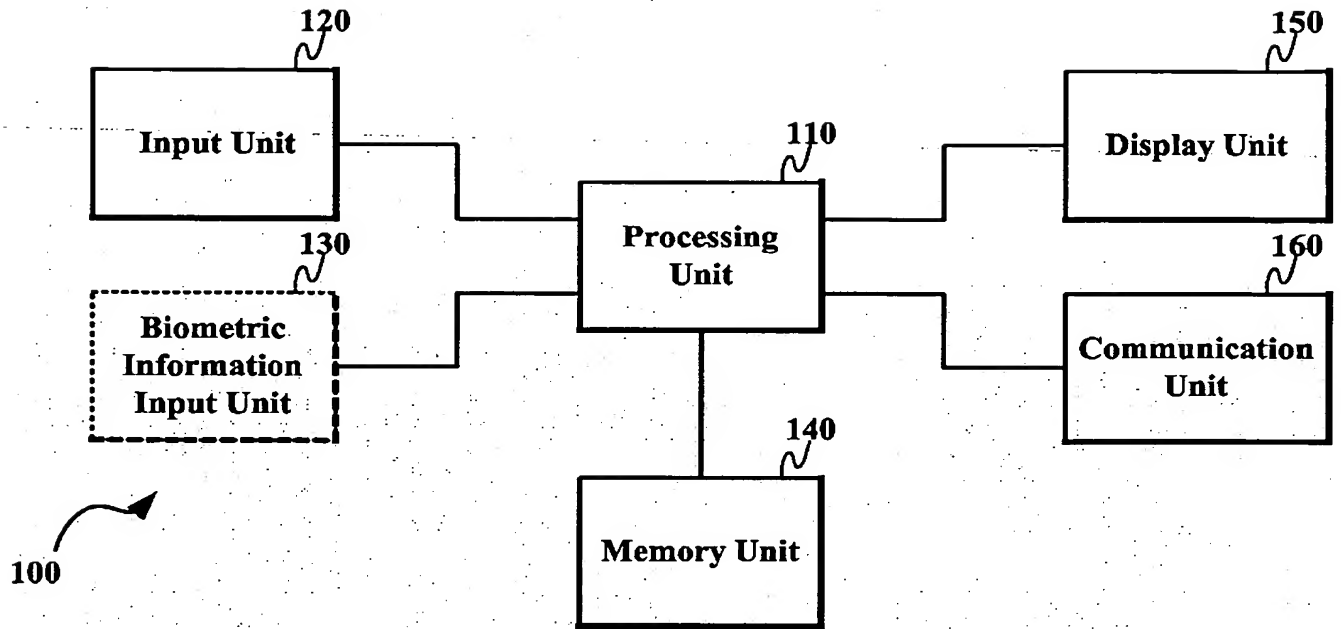 120
Input Unit
150
Display Unit
110
Processing
Unit
130
Biometric
Information
Input Unit
160
Communication
Unit
140
Memory Unit
100